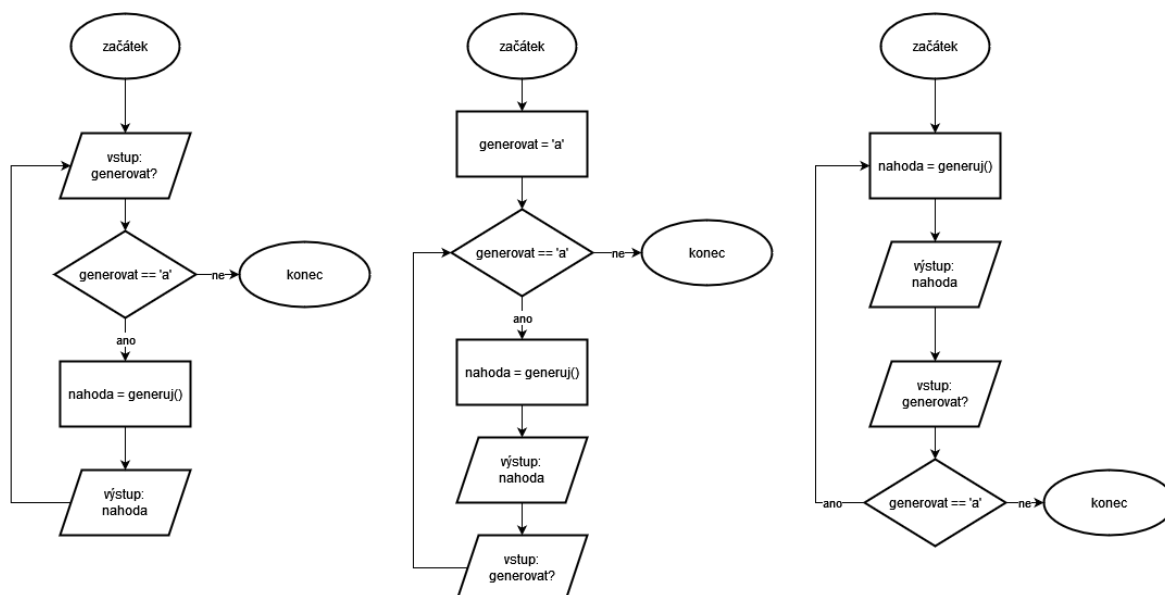 začátek
vstup:
generovat?
generovat == 'a'
ne
konec
ano
nahoda = generuj()
výstup:
nahoda
začátek
generovat = 'a'
generovat == 'a'
ne
konec
ano
nahoda = generuj()
výstup:
nahoda
vstup:
generovat?
začátek
nahoda = generuj()
výstup:
nahoda
vstup:
generovat?
generovat == 'a'
ano
ne
konec